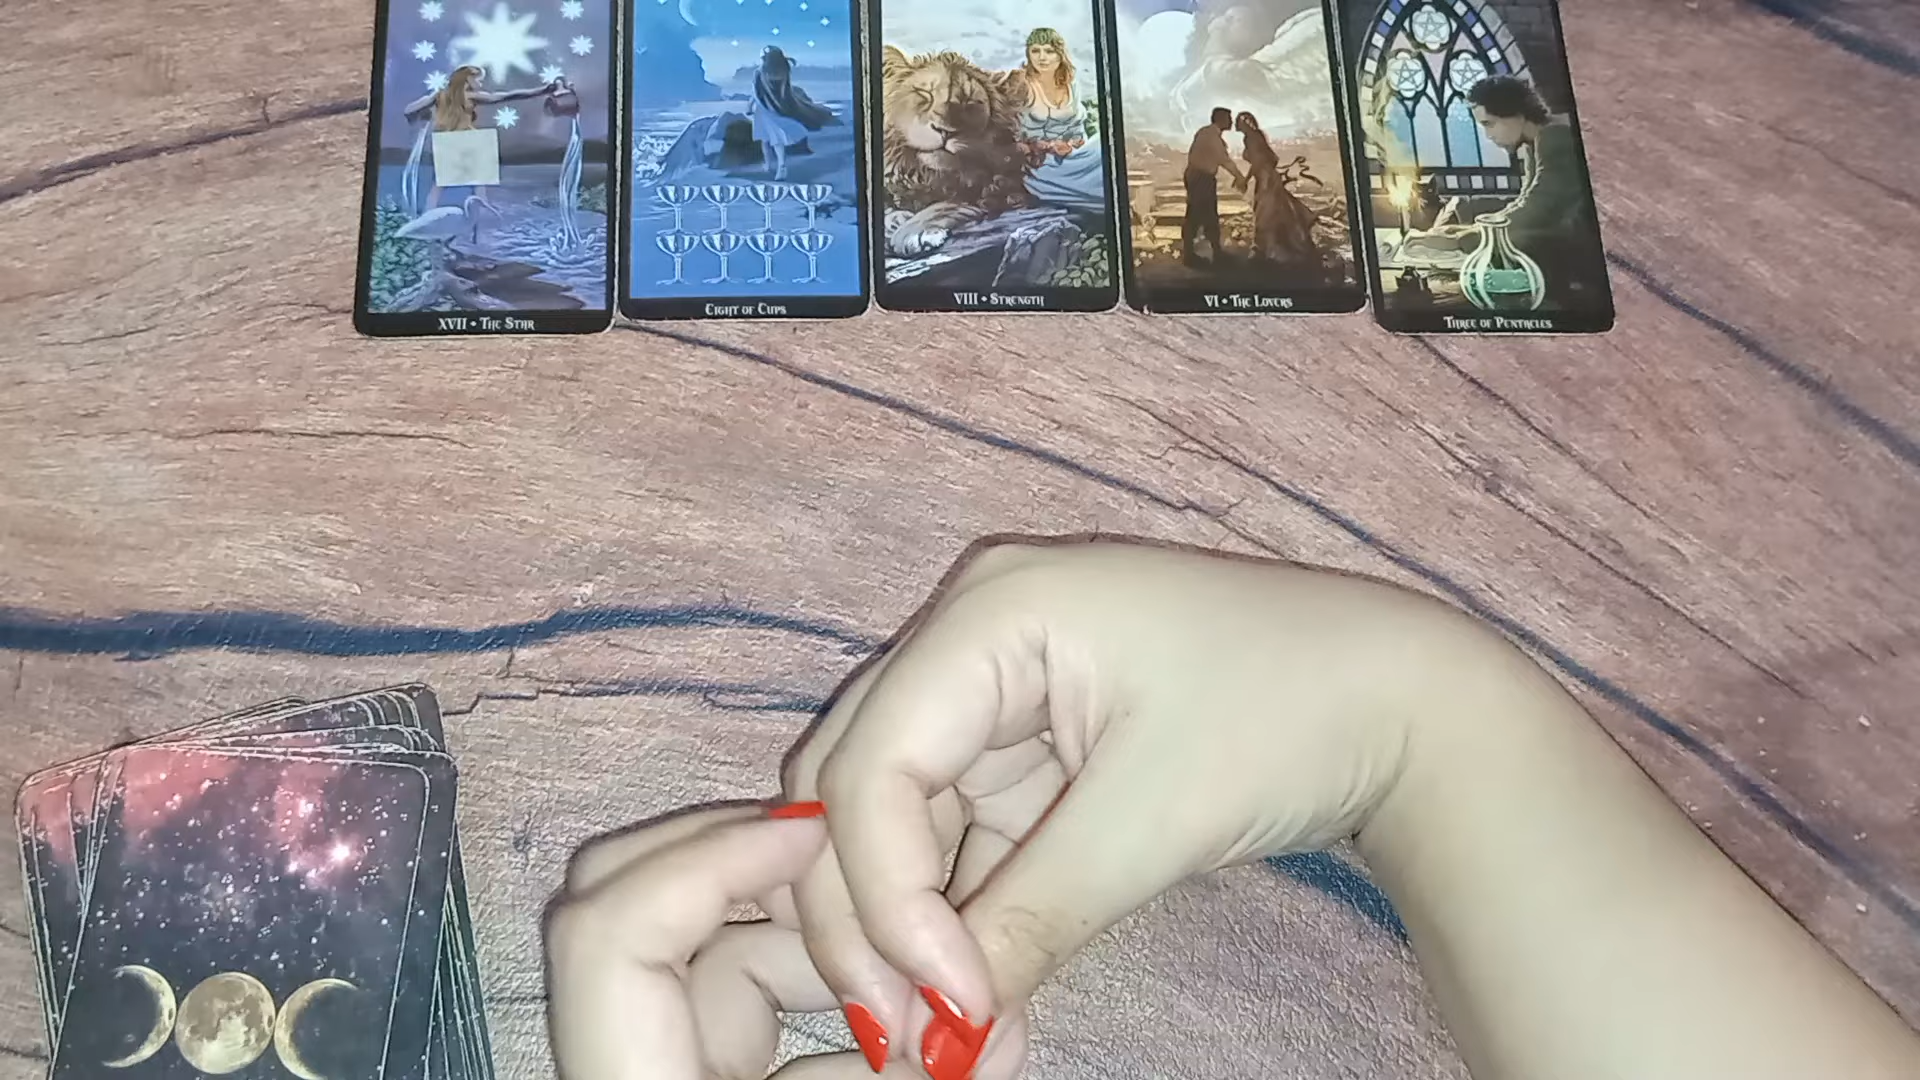 XVII • The Star
Eight of Cups
VIII • Strength
VI • The Lovers
Three of Pentacles